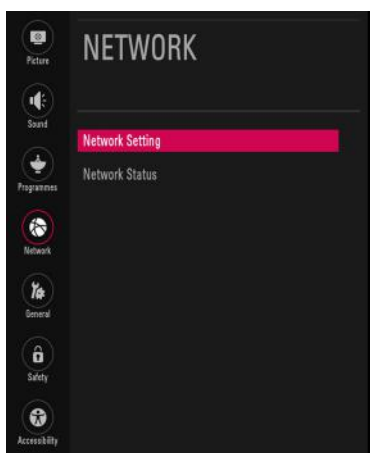 NETWORK
Picture
Sound
Network Setting
Network Status
Programmes
Network
General
Safety
Accessibility